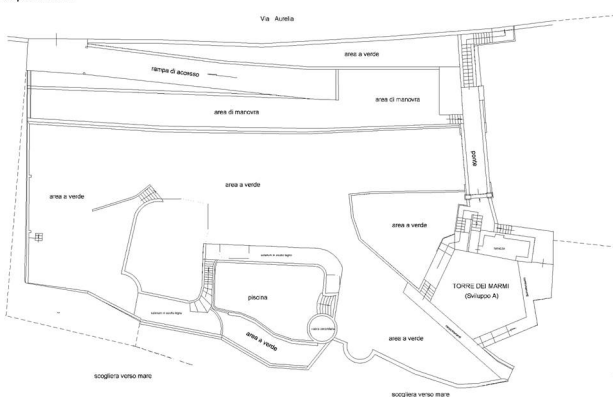 Via Aurelia
area a verde
rampa di accesso
area di manovra
area di manovra
ponte
area a verde
area a verde
area a verde
piscina
TORRE DEI MARMI
(Sviluppo A)
area a verde
area a verde
scogliera verso mare
scogliera verso mare